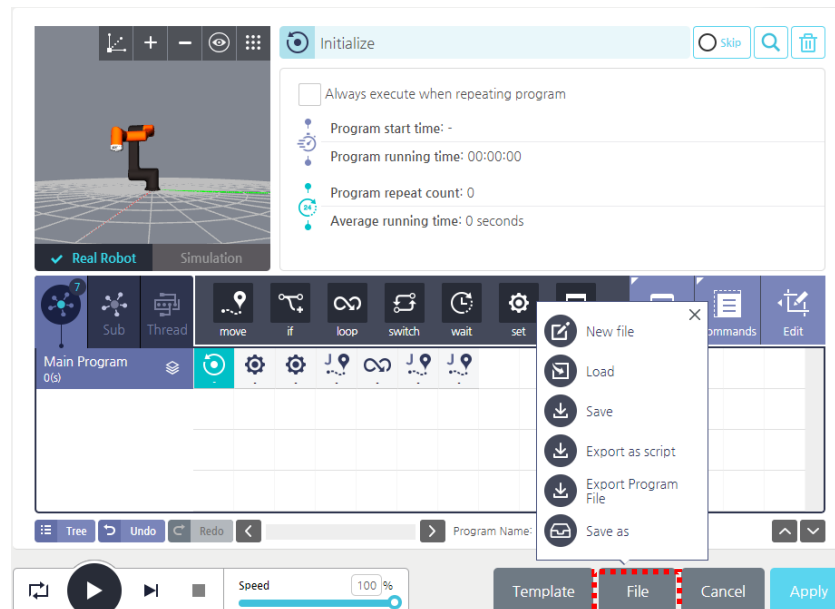 Initialize
Skip
Always execute when repeating program
Program start time: -
Program running time: 00:00:00
24
Program repeat count: 0
Average running time: 0 seconds
Real Robot
Simulation
7
Sub
Thread
move
if
loop
switch
wait
set
Edit
Main Program
0(s)
New file
Load
Save
Export as script
Export Program
File
Save as
Tree
Undo
Redo
Program Name:
Speed
100 %
Template
File
Cancel
Apply